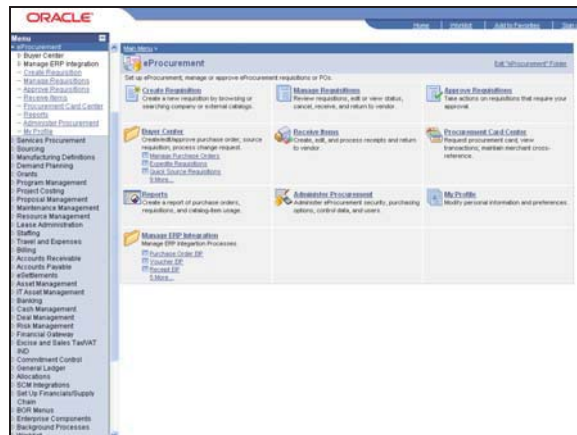 ORACLE
Home Worklist Add to Favorites Sign
Menu
eProcurement
Buyer Center
Manage ERP Integration
Create Requisition
Manage Requisitions
Approve Requisitions
Receive Items
Procurement Card Center
Reports
Administer Procurement
My Profile
Services Procurement
Sourcing
Manufacturing Definitions
Demand Planning
Grants
Program Management
Project Costing
Proposal Management
Maintenance Management
Resource Management
Lease Administration
Staffing
Travel and Expenses
Billing
Accounts Receivable
Accounts Payable
eSettlements
Asset Management
IT Asset Management
Banking
Cash Management
Deal Management
Risk Management
Financial Gateway
Excise and Sales Tax/VAT
IND
Commitment Control
General Ledger
Allocations
SCM Integrations
Set Up Financials/Supply
Chain
BOR Menus
Enterprise Components
Background Processes
Worklist
Main Menu >
eProcurement
Edit "eProcurement" Folder
Set up eProcurement, manage or approve eProcurement requisitions or POs.
Create Requisition
Create a new requisition by browsing or
searching company or external catalogs.
Manage Requisitions
Review requisitions, edit or view status,
cancel, receive, and return to vendor.
Approve Requisitions
Take actions on requisitions that require your
approval.
Buyer Center
Create/edit/approve purchase order, source
requisition, process change request.
Manage Purchase Orders
Expedite Requisitions
Quick Source Requisitions
Receive Items
Create, edit, and process receipts and return
to vendor.
Procurement Card Center
Request procurement card, view
transactions; maintain merchant cross-
reference.
Reports
Create a report of purchase orders,
requisitions, and catalog-item usage.
Administer Procurement
Administer eProcurement security, purchasing
options, control data, and users.
My Profile
Modify personal information and preferences.
Manage ERP Integration
Manage ERP Integartion Processes.
Purchase Order EIP
Voucher EIP
Receipt EIP